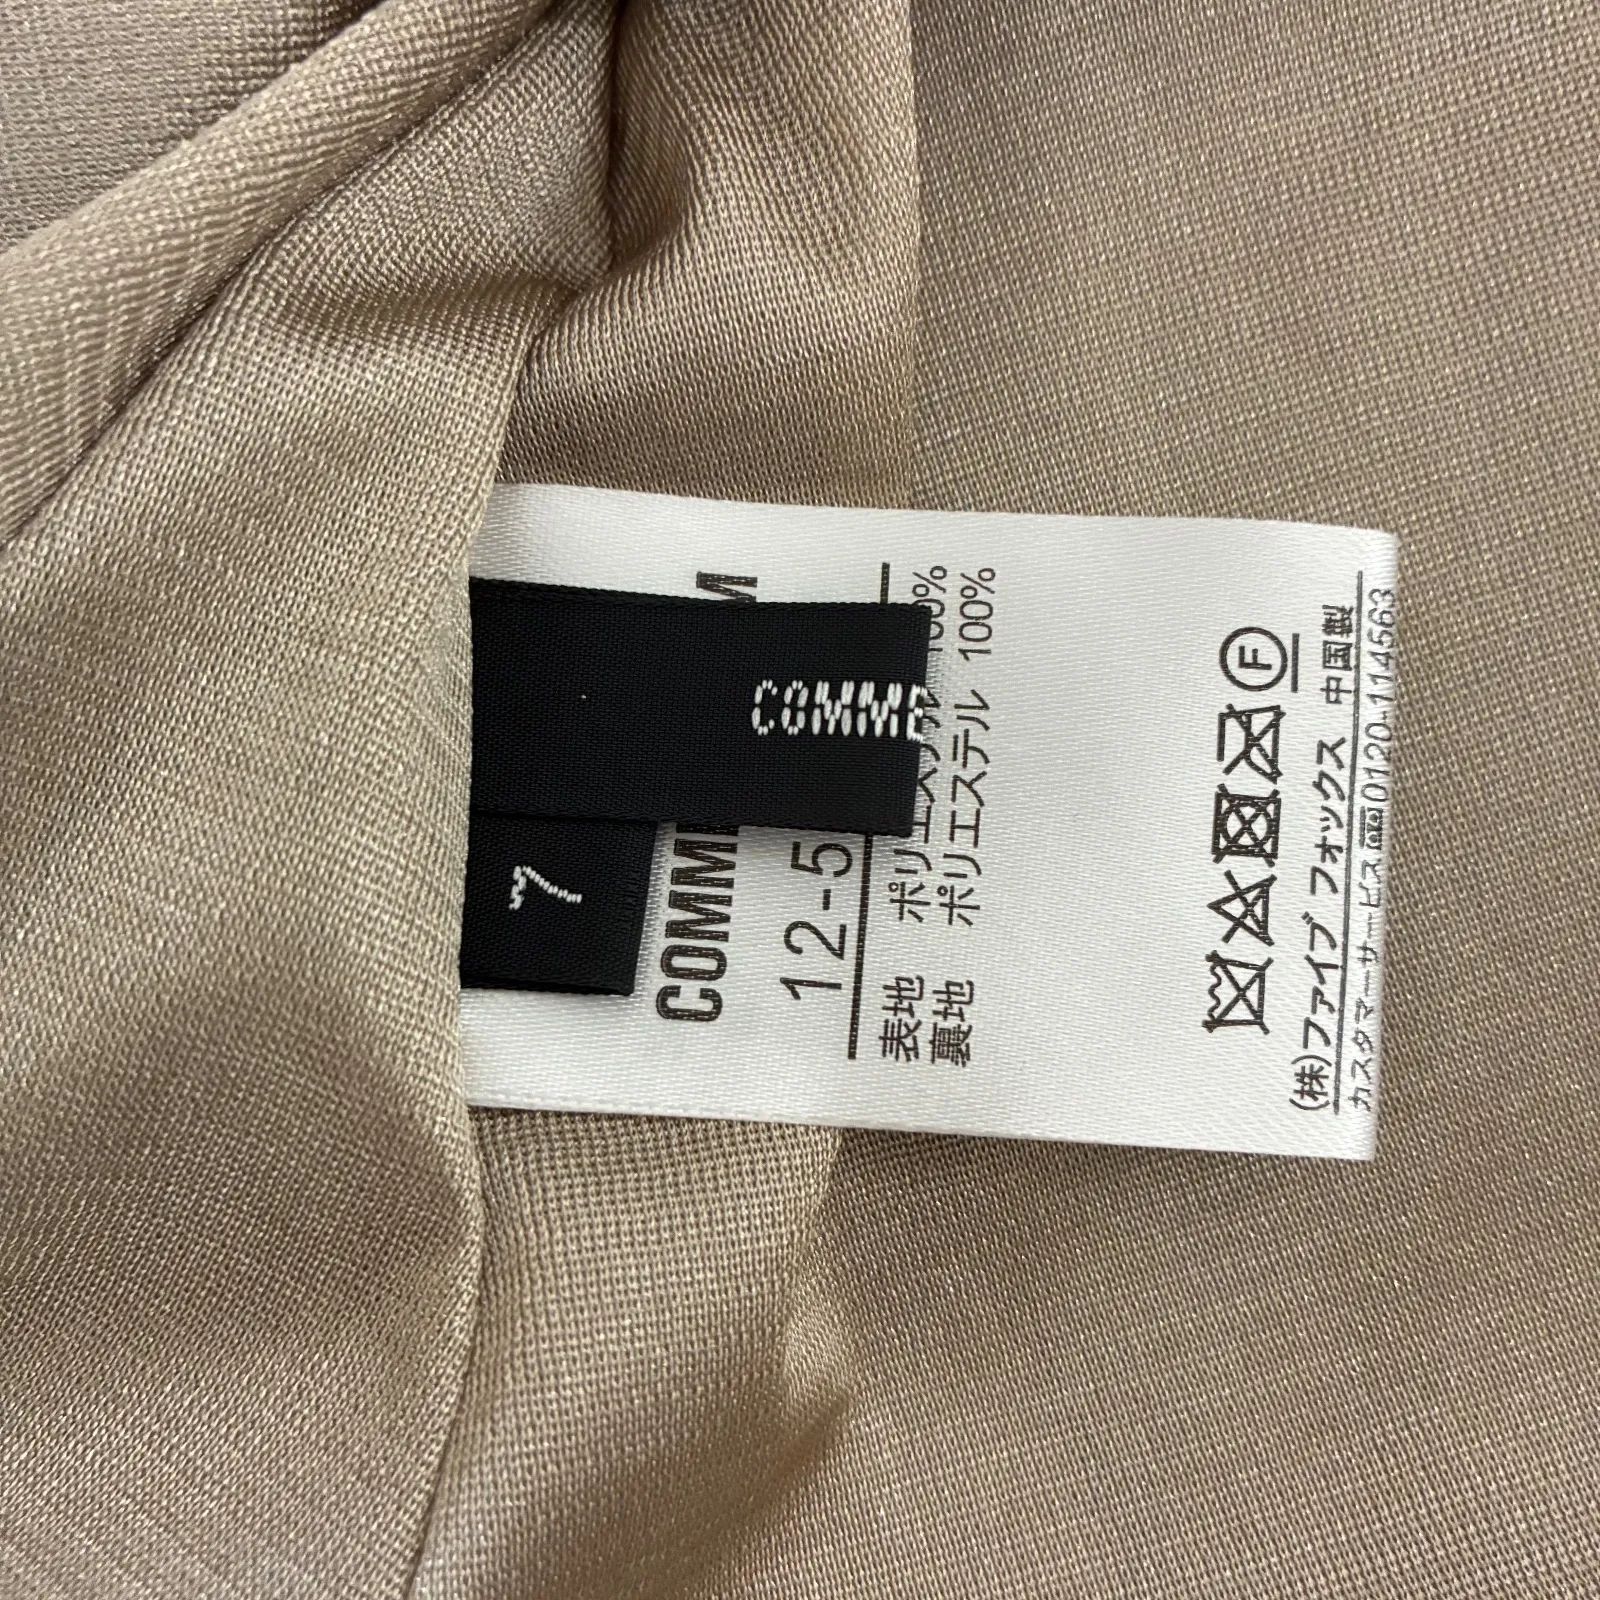 COMME
7
COMM
12-5
表地 ポリエステル 100%
裏地 ポリエステル 100%
F
(株)ファイブ フォックス 中国製
カスタマーサービス 0120-114563